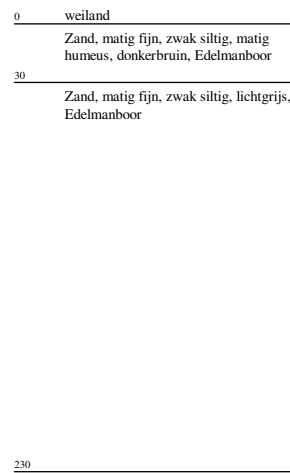 0 weiland
Zand, matig fijn, zwak siltig, matig
humeus, donkerbruin, Edelmanboor
30
Zand, matig fijn, zwak siltig, lichtgrijs,
Edelmanboor
230